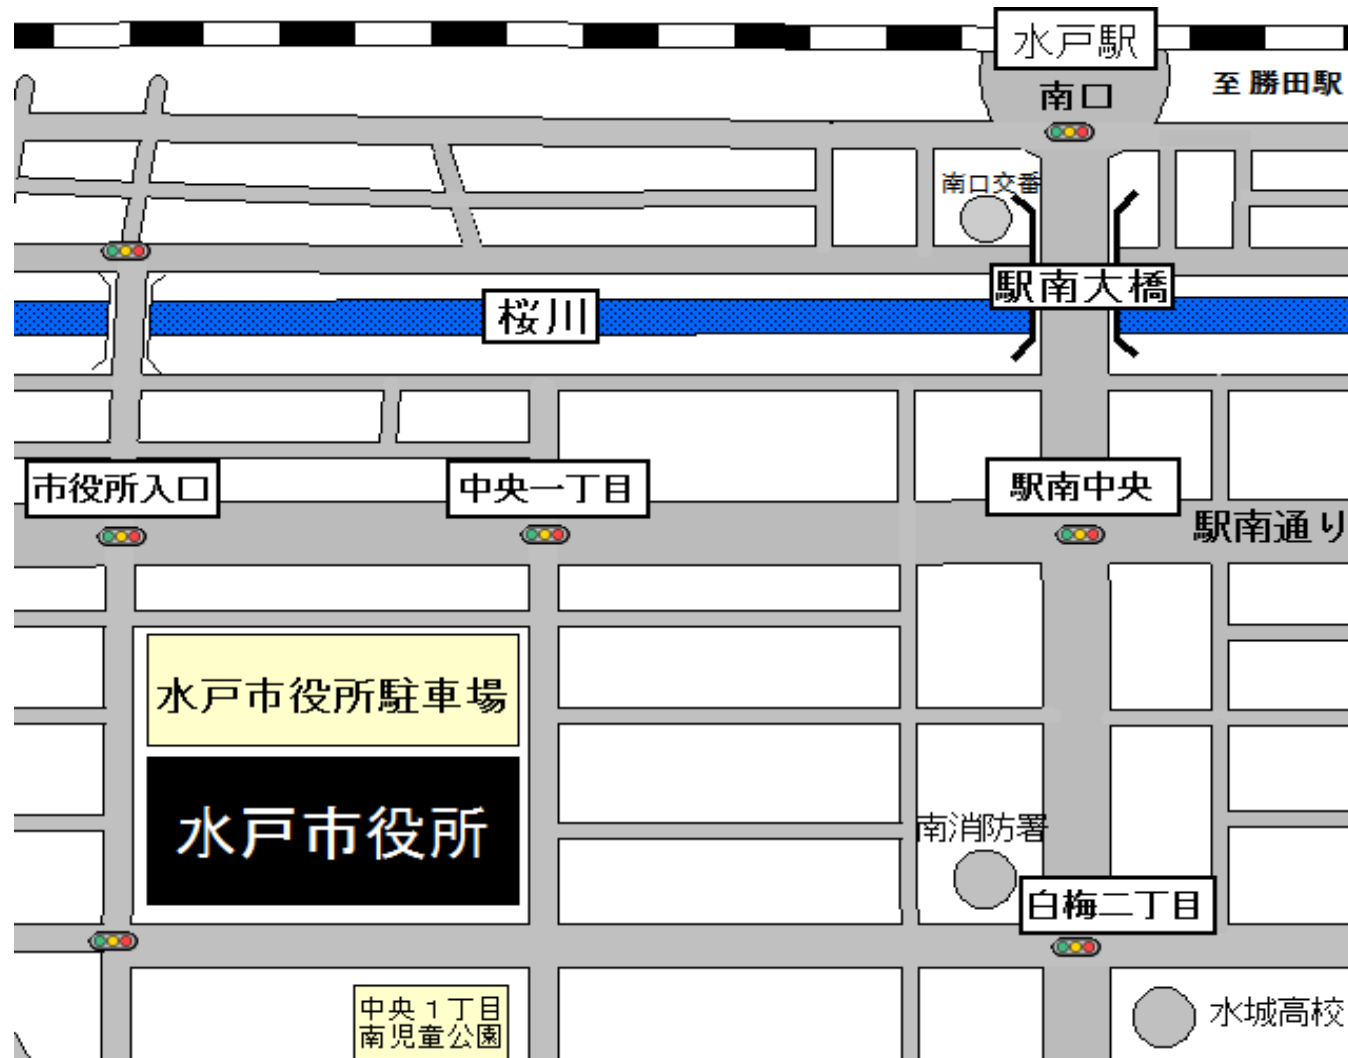 水戸駅
南口
至 勝田駅
南口交番
駅南大橋
桜川
市役所入口
中央一丁目
駅南中央
駅南通り
水戸市役所駐車場
水戸市役所
南消防署
白梅二丁目
中央１丁目
南児童公園
水城高校